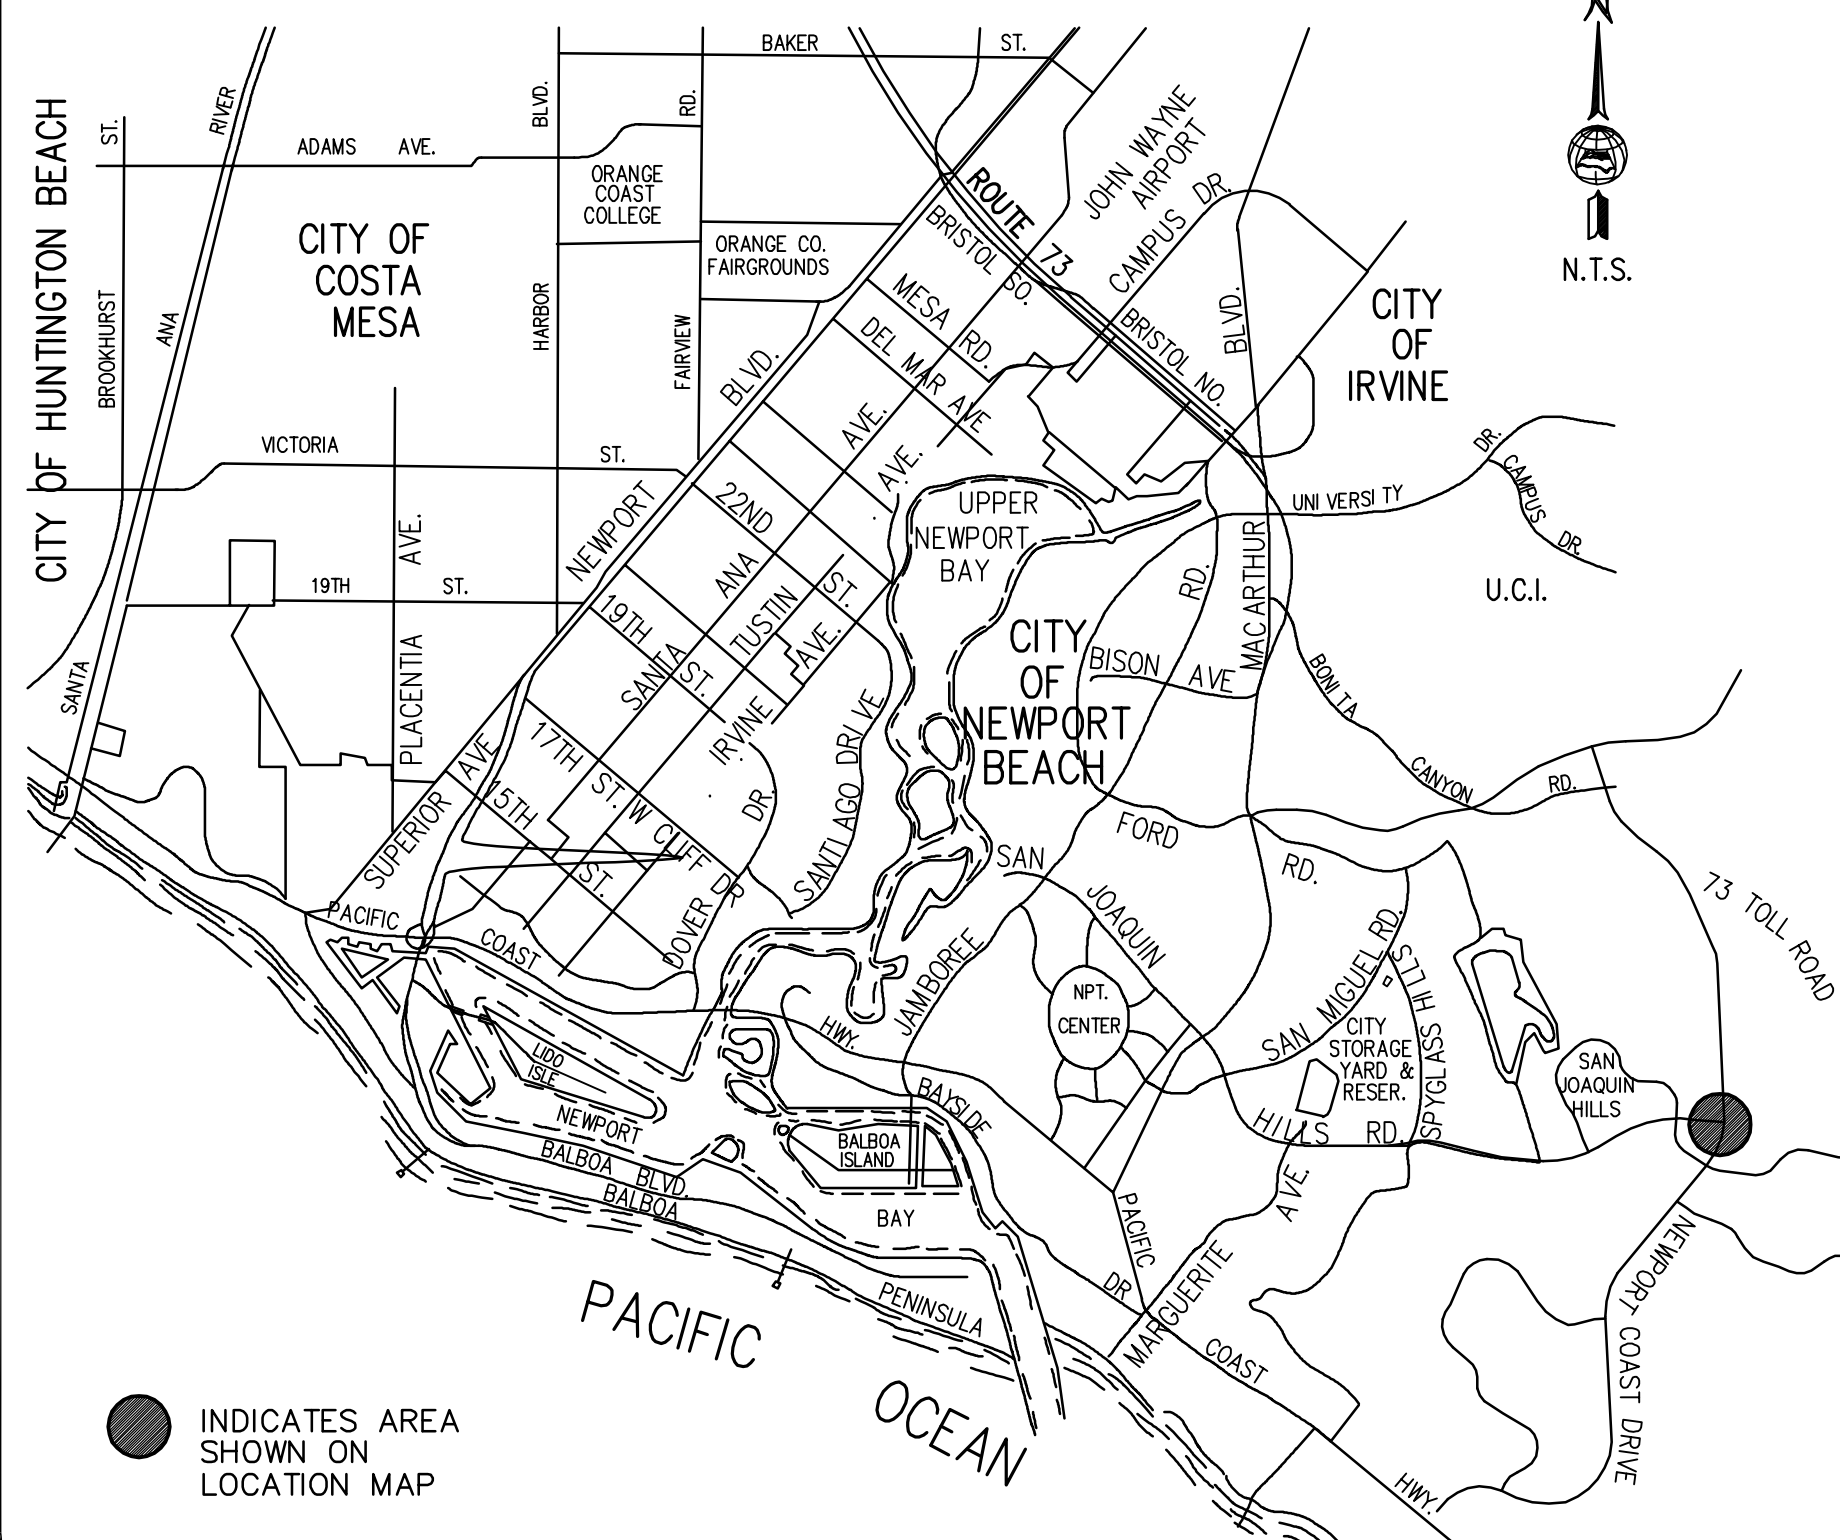 N
N.T.S.
CITY OF HUNTINGTON BEACH
BROOKHURST ST.
SANTA ANA RIVER
BAKER ST.
ADAMS AVE.
HARBOR BLVD.
FAIRVIEW RD.
ORANGE
COAST
COLLEGE
CITY OF
COSTA
MESA
ORANGE CO.
FAIRGROUNDS
ROUTE 73
BRISTOL SO.
BRISTOL NO.
JOHN WAYNE
AIRPORT
CAMPUS DR.
MESA RD.
DEL MAR AVE
CITY
OF
IRVINE
MAC ARTHUR BLVD.
VICTORIA ST.
NEWPORT BLVD.
22ND ST.
SANTA ANA AVE.
TUSTIN AVE.
IRVINE AVE.
UPPER
NEWPORT
BAY
UNIVERSITY DR.
CAMPUS DR.
U.C.I.
19TH ST.
19TH ST.
PLACENTIA AVE.
CITY
OF
NEWPORT
BEACH
BISON AVE
BONITA CANYON RD.
SUPERIOR AVE
17TH ST.
15TH ST.
W CLIFF DR
DOVER DR.
SANTIAGO DRIVE
FORD RD.
JAMBOREE RD.
SAN JOAQUIN HILLS RD.
73 TOLL ROAD
SAN MIGUEL RD.
SPYGLASS HILLS
NPT.
CENTER
CITY
STORAGE
YARD &
RESER.
SAN
JOAQUIN
HILLS
PACIFIC COAST HWY.
LIDO
ISLE
NEWPORT
BALBOA BLVD.
BALBOA
BALBOA
ISLAND
BAYSIDE DR
BAY
PENINSULA
PACIFIC COAST HWY.
MARGUERITE AVE.
NEWPORT COAST DRIVE
PACIFIC
OCEAN
INDICATES AREA
SHOWN ON
LOCATION MAP